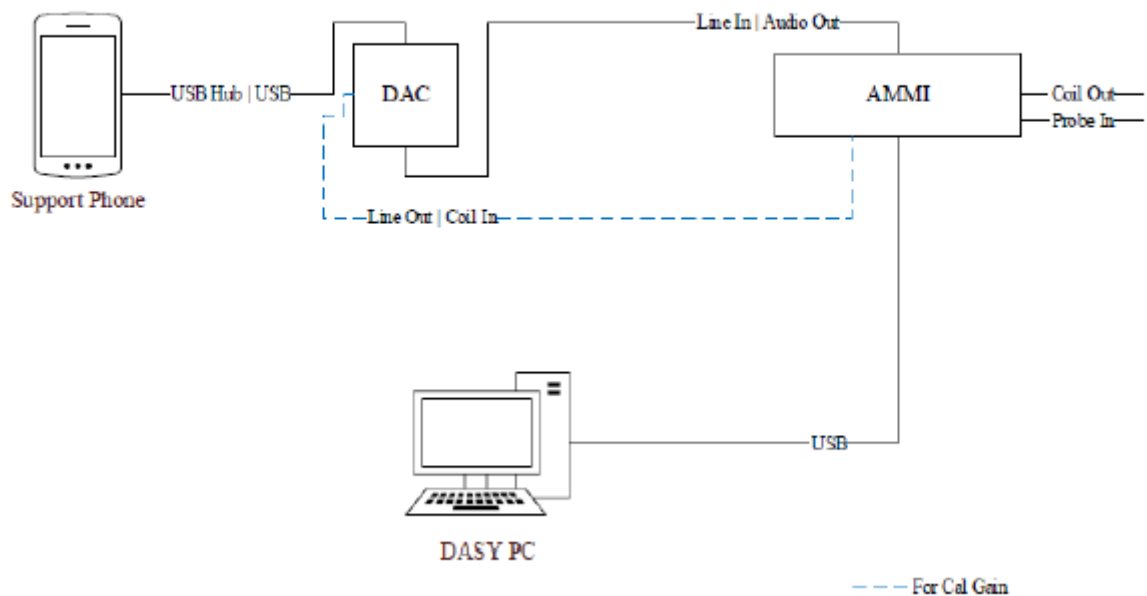 Line In | Audio Out
USB Hub | USB
DAC
AMMI
Coil Out
Probe In
Support Phone
Line Out | Coil In
USB
DASY PC
For Cal Gain